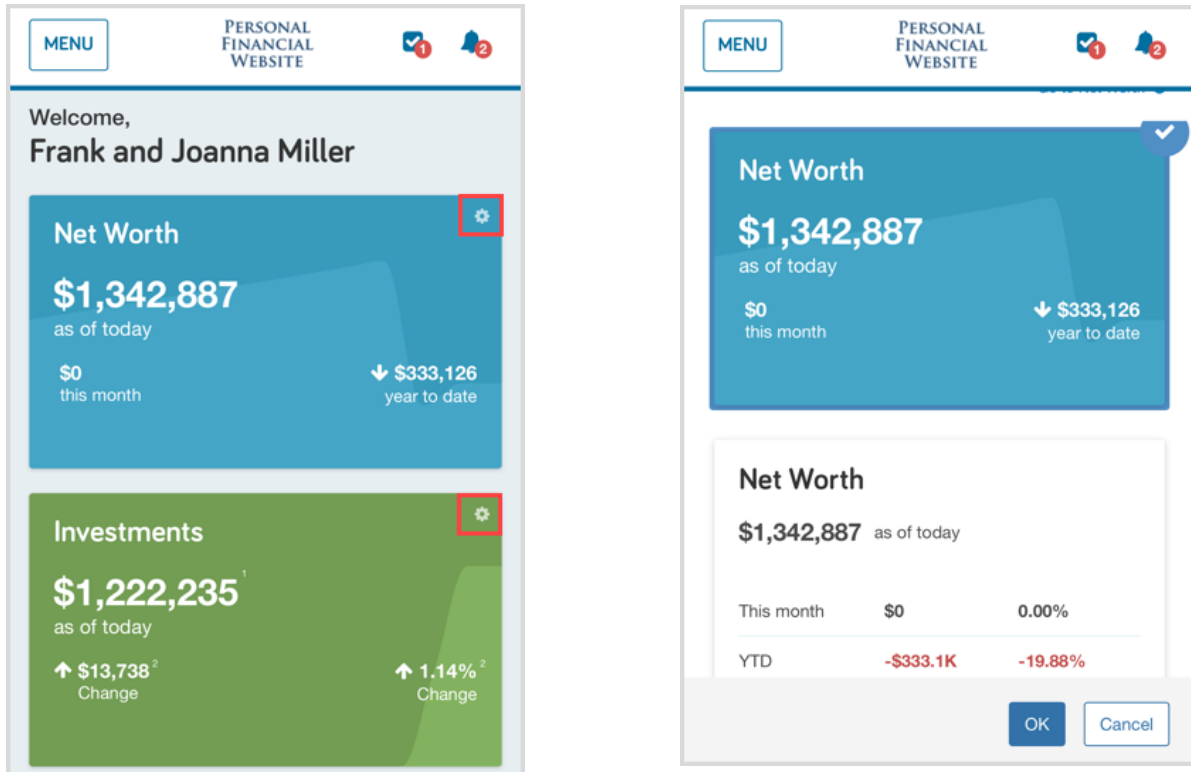 MENU
PERSONAL
FINANCIAL
WEBSITE
1
2
Welcome,
Frank and Joanna Miller
Net Worth
$1,342,887
as of today
$0
this month
$333,126
year to date
Investments
$1,222,235 1
as of today
$13,738 2
Change
1.14% 2
Change
MENU
PERSONAL
FINANCIAL
WEBSITE
1
2
Net Worth
$1,342,887
as of today
$0
this month
$333,126
year to date
Net Worth
$1,342,887 as of today
This month $0 0.00%
YTD -$333.1K -19.88%
OK Cancel